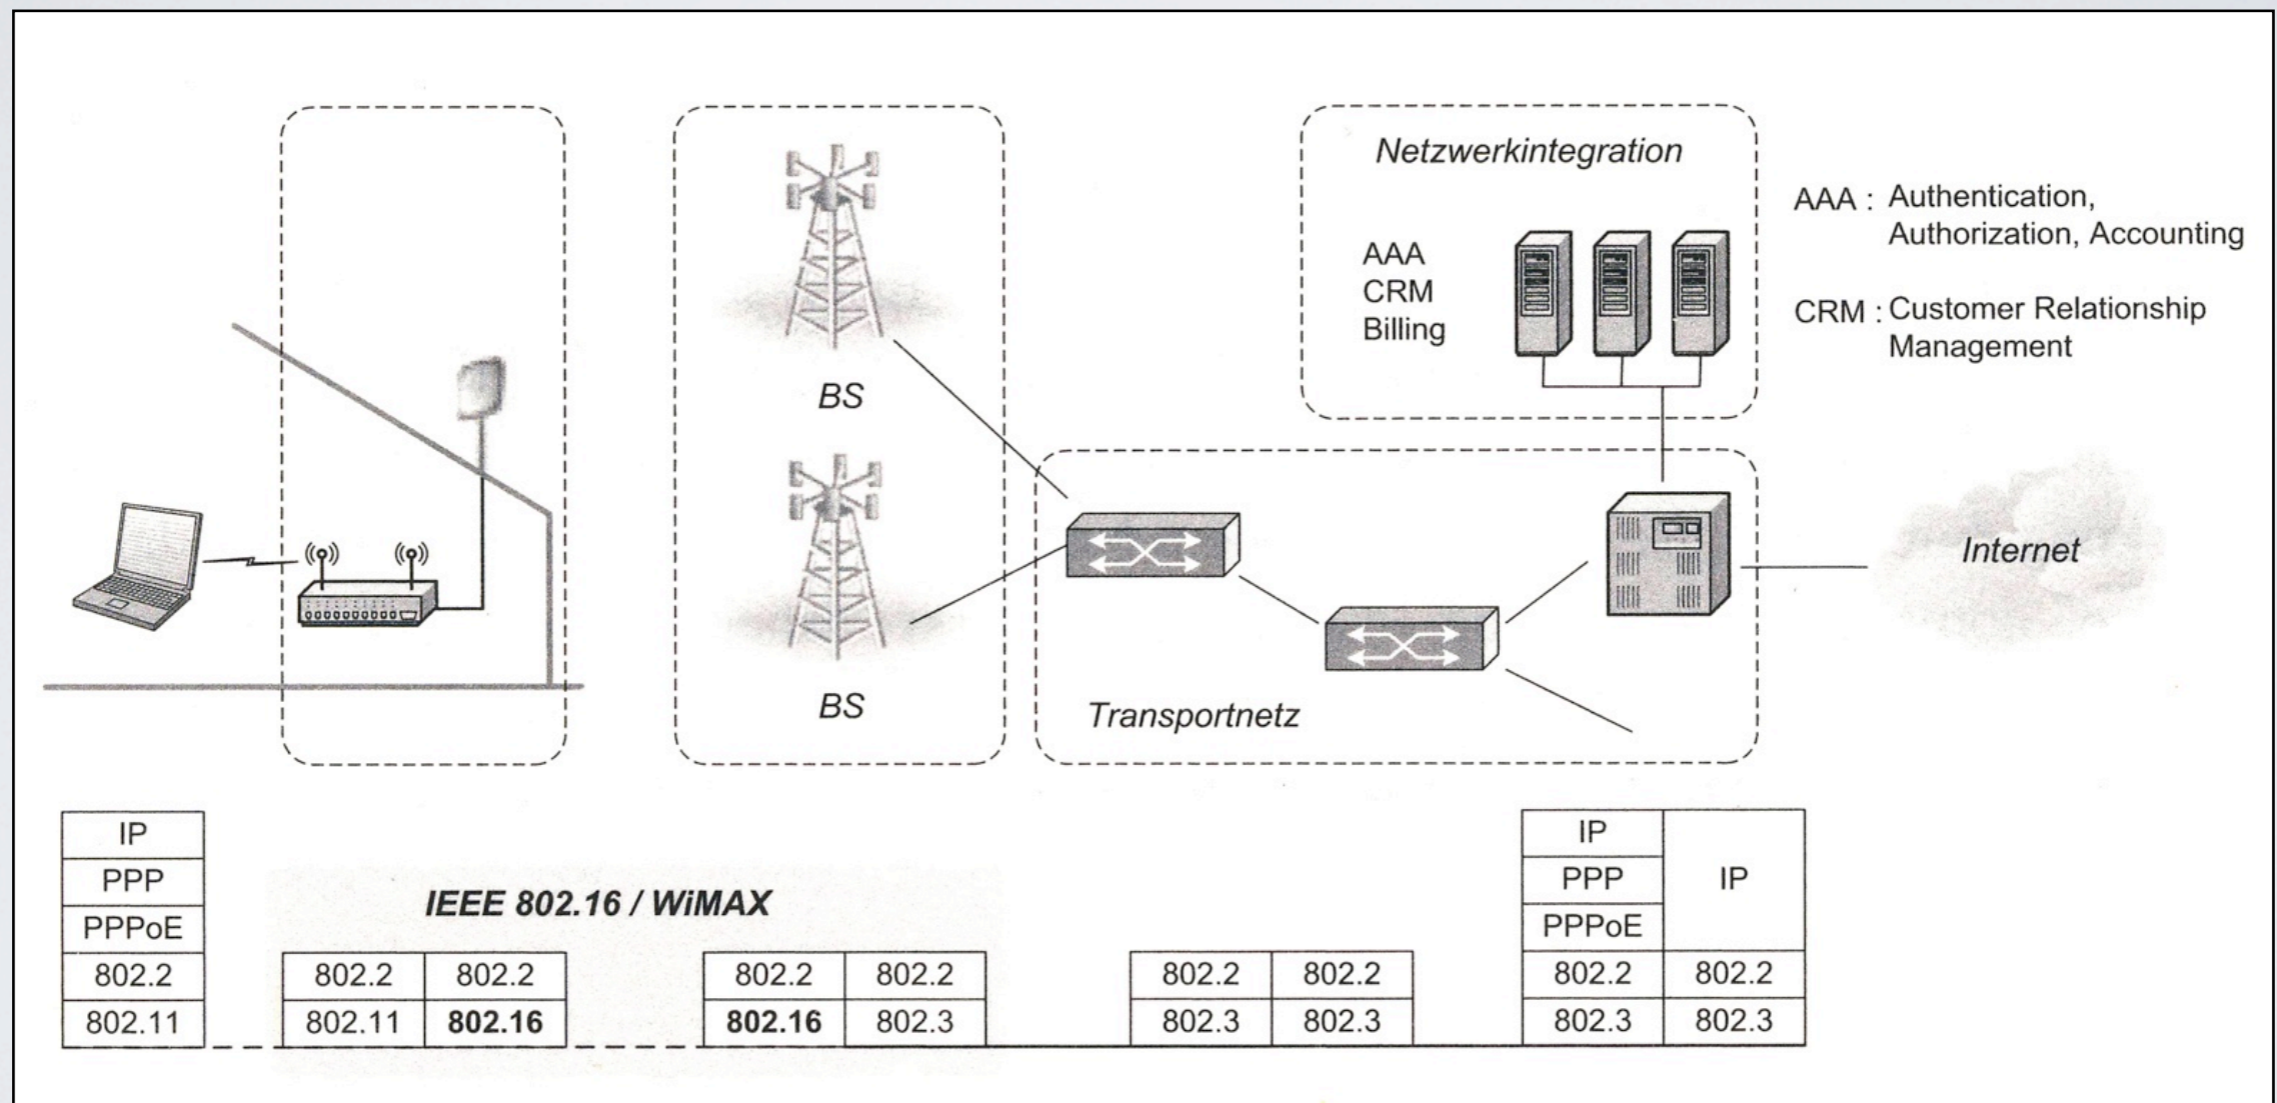 Netzwerkintegration
AAA
CRM
Billing
AAA : Authentication,
Authorization, Accounting
CRM : Customer Relationship
Management
BS
BS
Transportnetz
Internet
IP
PPP
PPPoE
802.2
802.11
IEEE 802.16 / WiMAX
802.2 802.2
802.11 802.16
802.2 802.2
802.16 802.3
802.2 802.2
802.3 802.3
IP
PPP IP
PPPoE
802.2 802.2
802.3 802.3